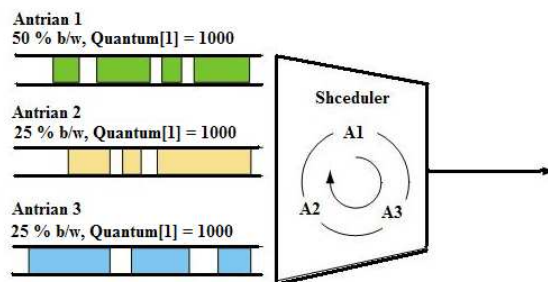 Antrian 1
50 % b/w, Quantum[1] = 1000
Antrian 2
25 % b/w, Quantum[1] = 1000
Antrian 3
25 % b/w, Quantum[1] = 1000
Shceduler
A1
A2
A3